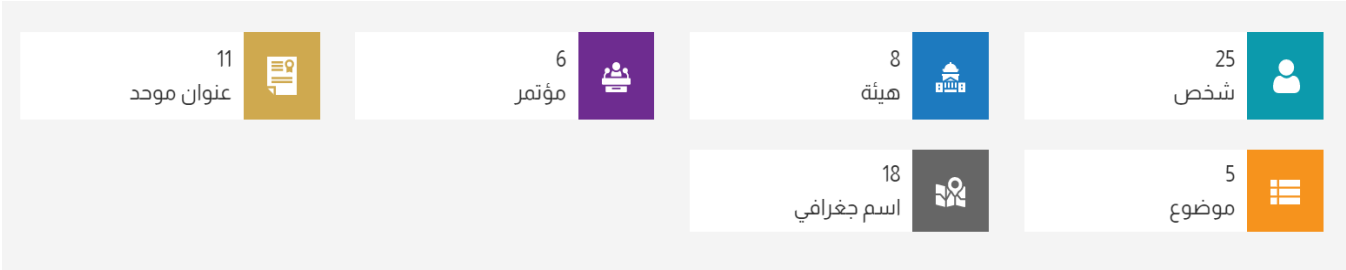 25
شخص
8
هيئة
6
مؤتمر
11
عنوان موحد
5
موضوع
18
اسم جغرافي